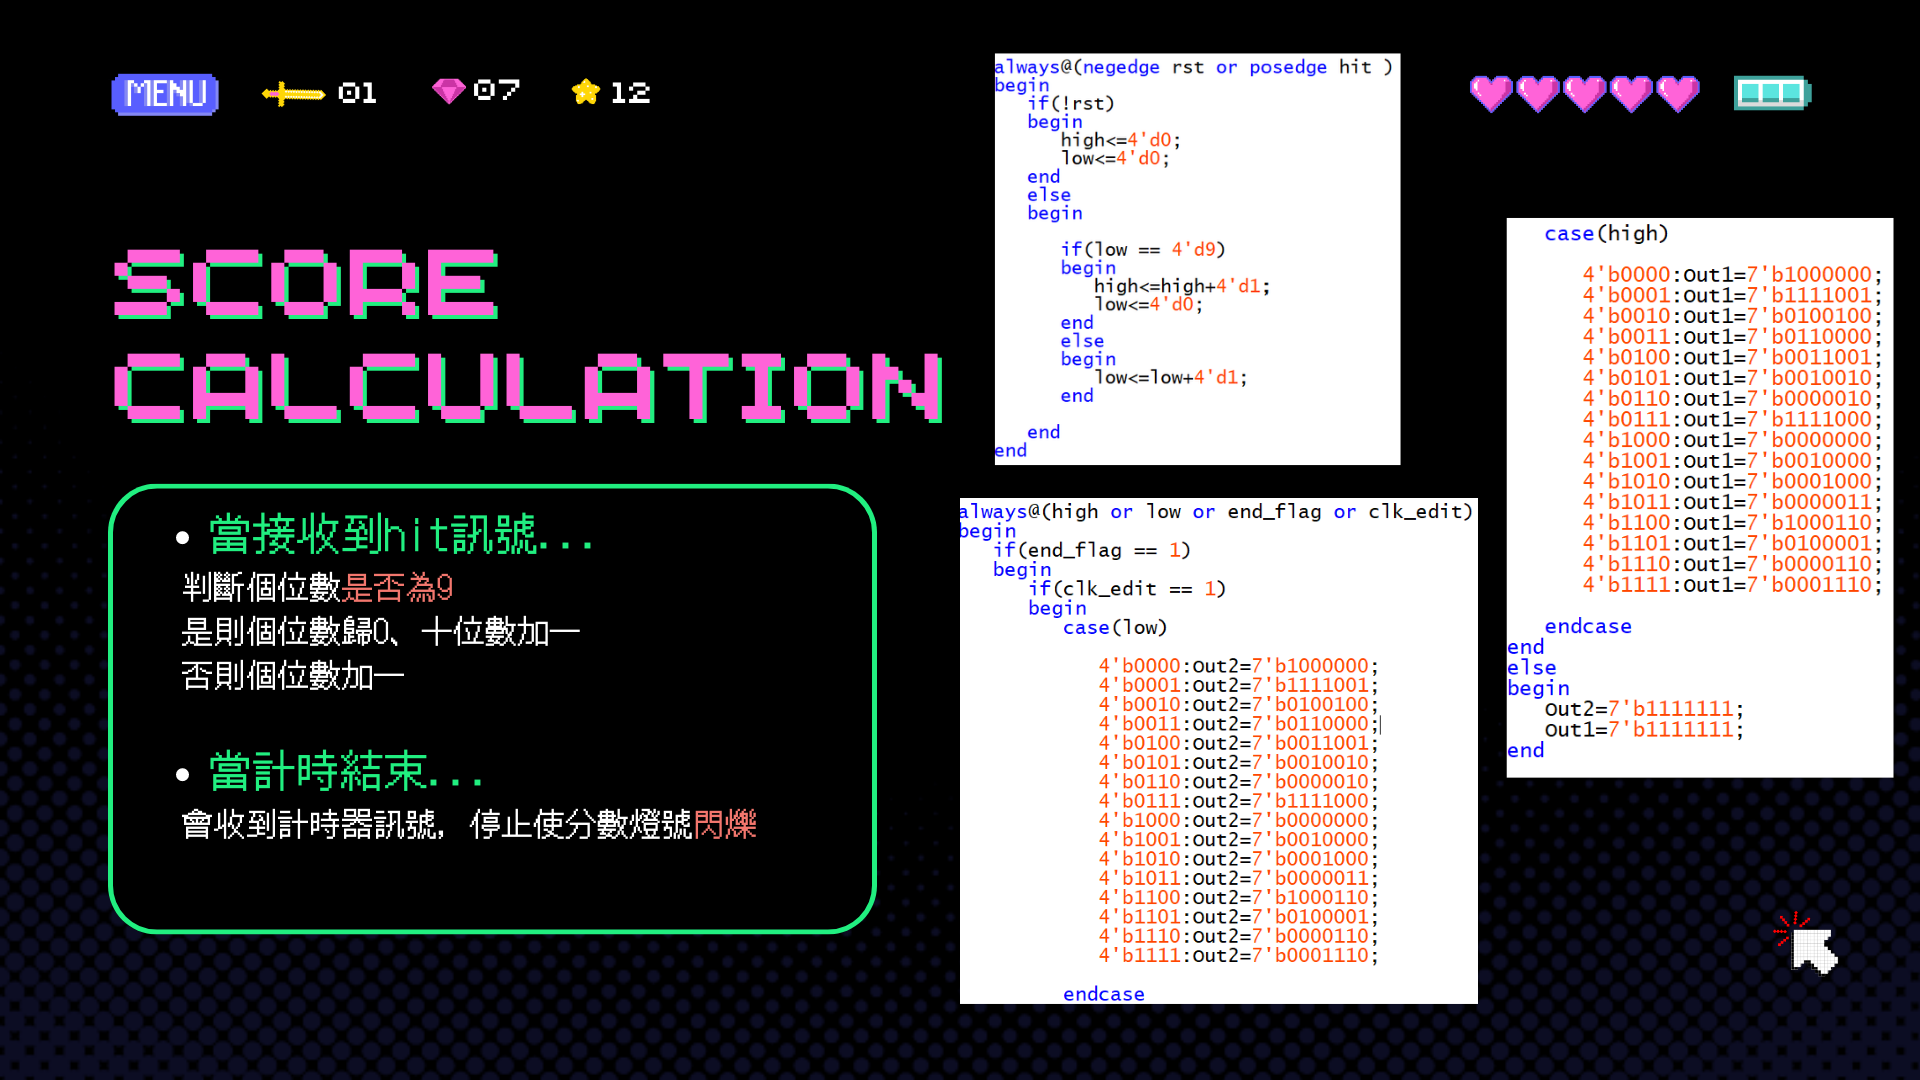 MENU
01
07
12
SCORE
CALCULATION
• 當接收到hit訊號...
判斷個位數是否為9
是則個位數歸0、十位數加一
否則個位數加一
• 當計時結束...
會收到計時器訊號, 停止使分數燈號閃爍
always@(negedge rst or posedge hit )
begin
if(!rst)
begin
high<=4'd0;
low<=4'd0;
end
else
begin
if(low == 4'd9)
begin
high<=high+4'd1;
low<=4'd0;
end
else
begin
low<=low+4'd1;
end
end
end
always@(high or low or end_flag or clk_edit)
begin
if(end_flag == 1)
begin
if(clk_edit == 1)
begin
case(low)
4'b0000:out2=7'b1000000;
4'b0001:out2=7'b1111001;
4'b0010:out2=7'b0100100;
4'b0011:out2=7'b0110000;
4'b0100:out2=7'b0011001;
4'b0101:out2=7'b0010010;
4'b0110:out2=7'b0000010;
4'b0111:out2=7'b1111000;
4'b1000:out2=7'b0000000;
4'b1001:out2=7'b0010000;
4'b1010:out2=7'b0001000;
4'b1011:out2=7'b0000011;
4'b1100:out2=7'b1000110;
4'b1101:out2=7'b0100001;
4'b1110:out2=7'b0000110;
4'b1111:out2=7'b0001110;
endcase
case(high)
4'b0000:out1=7'b1000000;
4'b0001:out1=7'b1111001;
4'b0010:out1=7'b0100100;
4'b0011:out1=7'b0110000;
4'b0100:out1=7'b0011001;
4'b0101:out1=7'b0010010;
4'b0110:out1=7'b0000010;
4'b0111:out1=7'b1111000;
4'b1000:out1=7'b0000000;
4'b1001:out1=7'b0010000;
4'b1010:out1=7'b0001000;
4'b1011:out1=7'b0000011;
4'b1100:out1=7'b1000110;
4'b1101:out1=7'b0100001;
4'b1110:out1=7'b0000110;
4'b1111:out1=7'b0001110;
endcase
end
else
begin
out2=7'b1111111;
out1=7'b1111111;
end